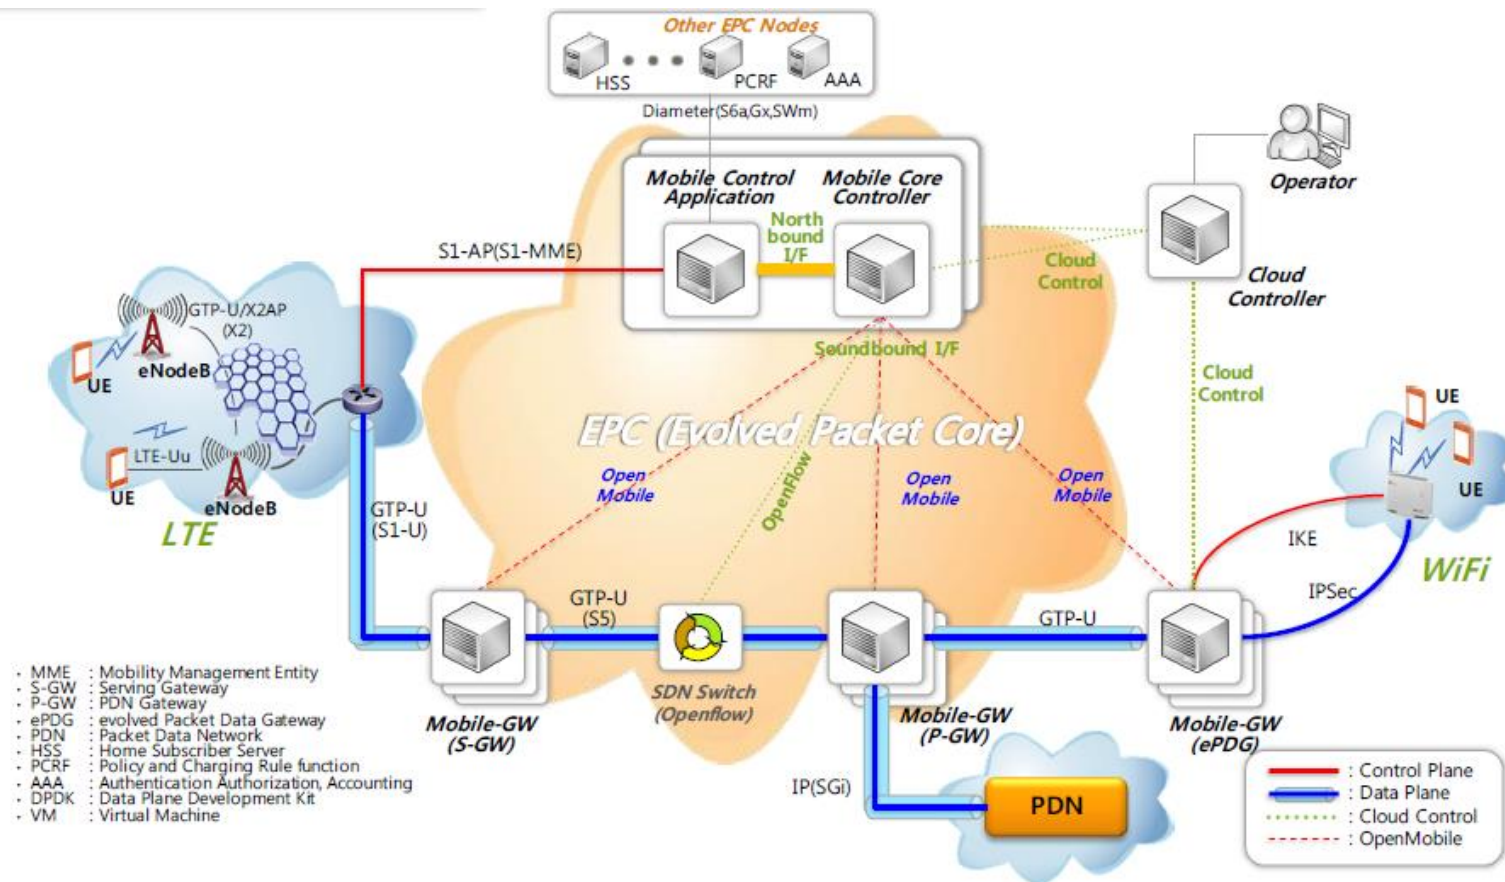 Other EPC Nodes
HSS
PCRF
AAA
Diameter(S6a,Gx,SWm)
Mobile Control
Application
Mobile Core
Controller
North
bound
I/F
Operator
S1-AP(S1-MME)
Cloud
Control
Cloud
Controller
GTP-U/X2AP
(X2)
UE
eNodeB
Soundbound I/F
Cloud
Control
UE
EPC (Evolved Packet Core)
LTE-Uu
UE
eNodeB
LTE
GTP-U
(S1-U)
Open
Mobile
OpenFlow
Open
Mobile
Open
Mobile
UE
IKE
WiFi
IPSec
GTP-U
(S5)
GTP-U
Mobile-GW
(S-GW)
SDN Switch
(Openflow)
Mobile-GW
(P-GW)
Mobile-GW
(ePDG)
IP(SGi)
PDN
· MME : Mobility Management Entity
· S-GW : Serving Gateway
· P-GW : PDN Gateway
· ePDG : evolved Packet Data Gateway
· PDN : Packet Data Network
· HSS : Home Subscriber Server
· PCRF : Policy and Charging Rule function
· AAA : Authentication Authorization, Accounting
· DPDK : Data Plane Development Kit
· VM : Virtual Machine
: Control Plane
: Data Plane
: Cloud Control
: OpenMobile